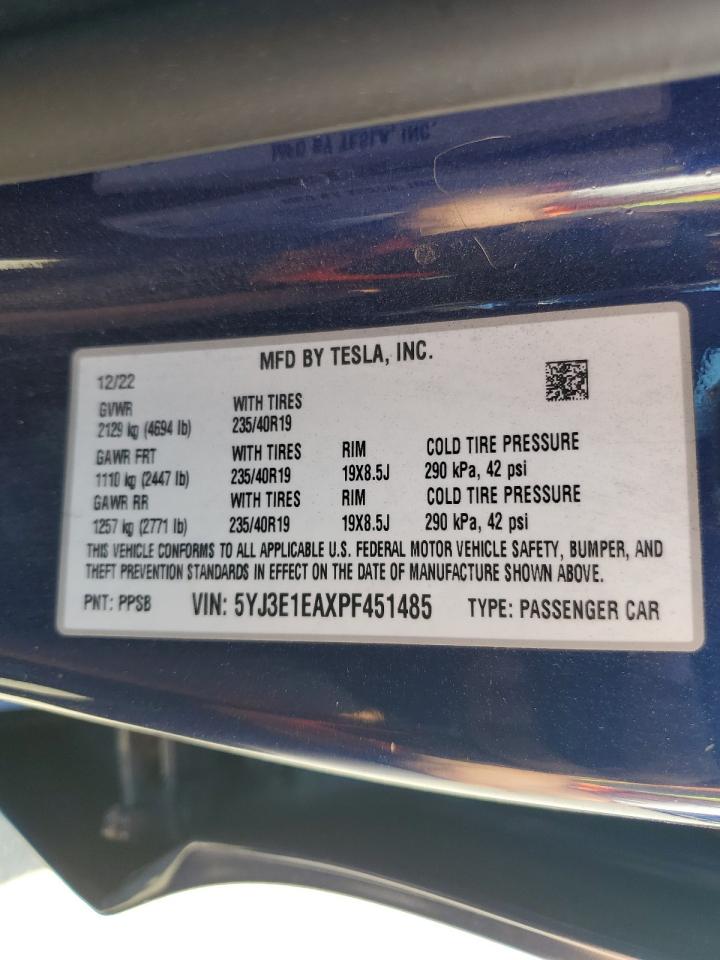 MFD BY TESLA, INC.
12/22
GVWR WITH TIRES
2129 kg (4694 lb) 235/40R19
GAWR FRT WITH TIRES RIM COLD TIRE PRESSURE
1110 kg (2447 lb) 235/40R19 19X8.5J 290 kPa, 42 psi
GAWR RR WITH TIRES RIM COLD TIRE PRESSURE
1257 kg (2771 lb) 235/40R19 19X8.5J 290 kPa, 42 psi
THIS VEHICLE CONFORMS TO ALL APPLICABLE U.S. FEDERAL MOTOR VEHICLE SAFETY, BUMPER, AND
THEFT PREVENTION STANDARDS IN EFFECT ON THE DATE OF MANUFACTURE SHOWN ABOVE.
PNT: PPSB VIN: 5YJ3E1EAXPF451485 TYPE: PASSENGER CAR